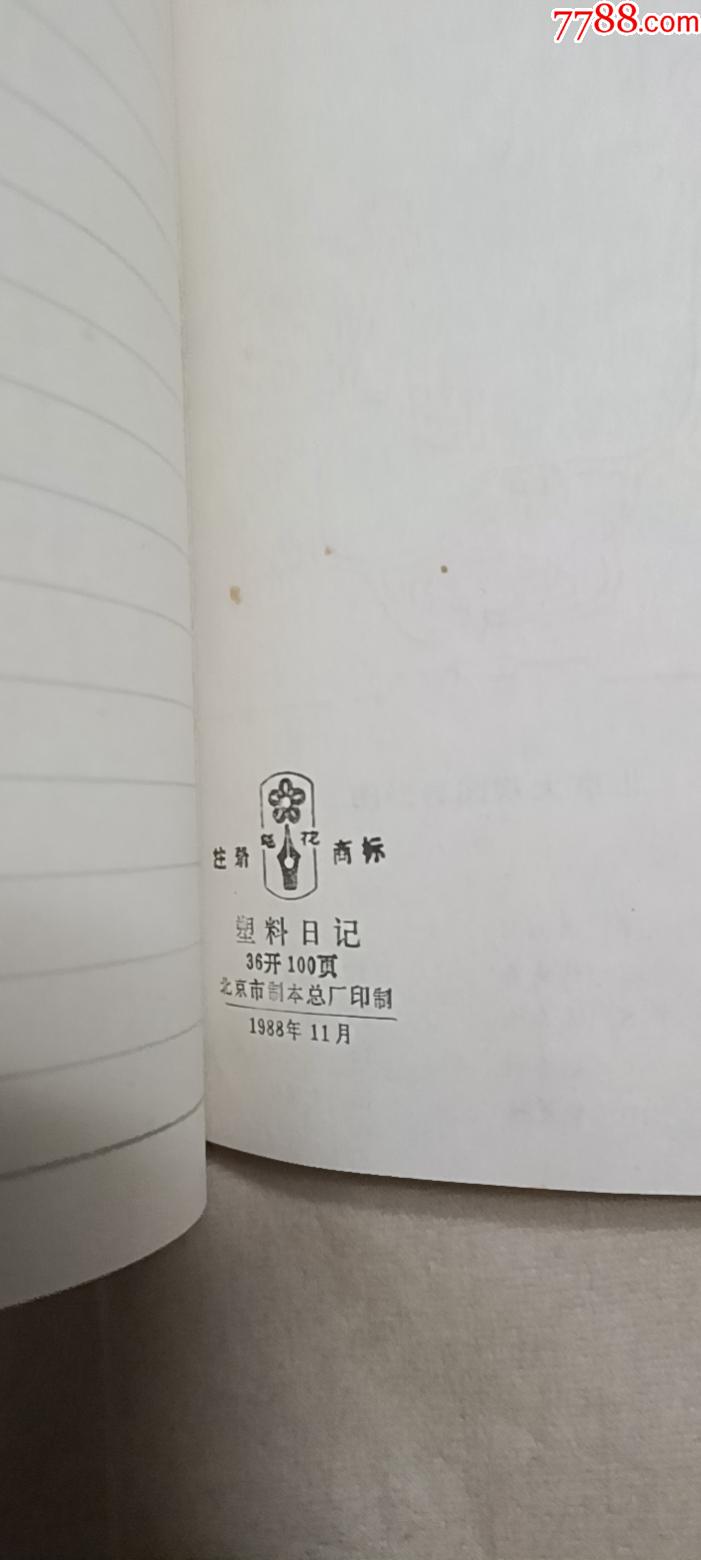 7788.com
笔花
注册 商标
塑料日记
36开100页
北京市制本总厂印制
1988年11月